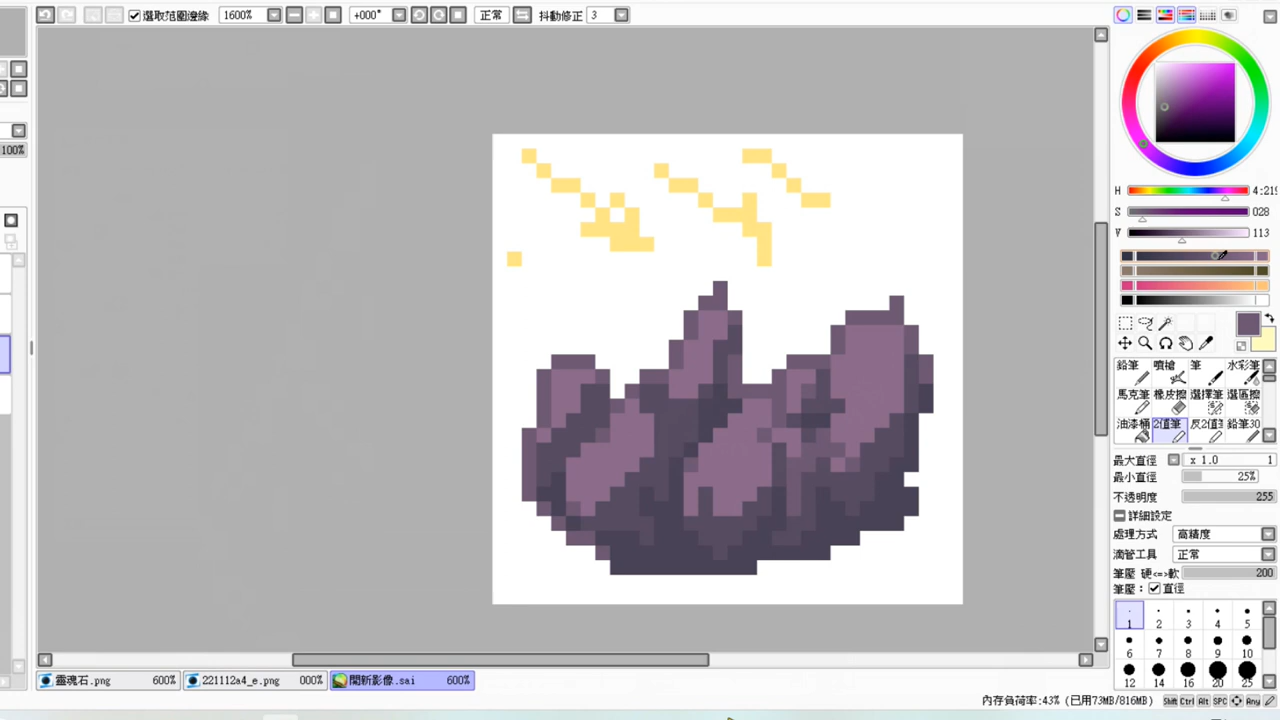 選取范圍邊緣 1600% +000° 正常 抖動修正 3
100%
H 4:219
S 028
V 113
鉛筆 噴槍 筆 水彩筆
馬克筆 橡皮擦 選擇筆 選區擦
油漆桶 2值筆 反2值筆 鉛筆30
最大直徑 x 1.0 1
最小直徑 25%
不透明度 255
詳細設定
處理方式 高精度
滴管工具 正常
筆壓 硬<=>軟 200
筆壓: 直徑
1 2 3 4 5
6 7 8 9 10
12 14 16 20 25
靈魂石.png 600% 221112a4_e.png 000% 開新影像.sai 600%
內存負荷率:43% (已用73MB/816MB) Shift Ctrl Alt SPC Any